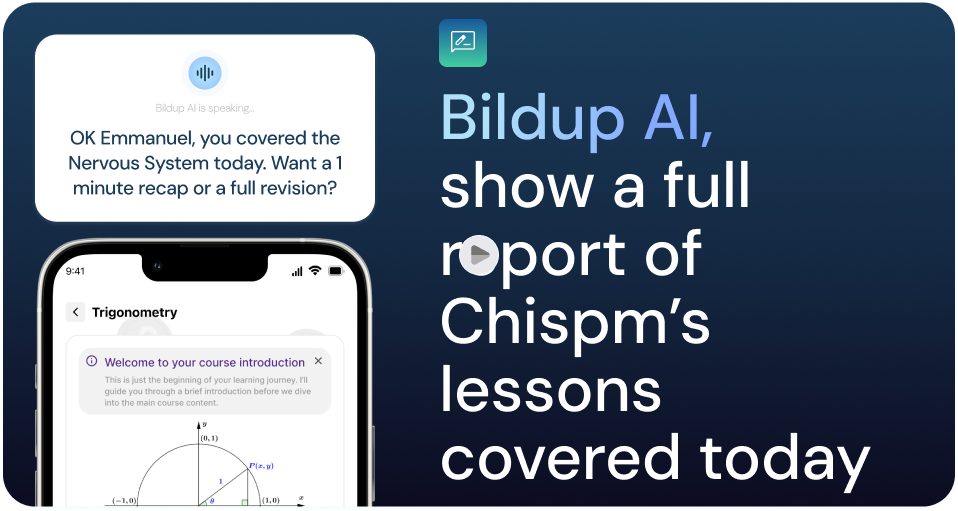 Bildup AI is speaking...
OK Emmanuel, you covered the
Nervous System today. Want a 1
minute recap or a full revision?
9:41
Trigonometry
Welcome to your course introduction
This is just the beginning of your learning journey. I'll
guide you through a brief introduction before we dive
into the main course content.
y
(0, 1)
P(x, y)
1
θ
(−1, 0)
(1, 0)
x
Bildup AI,
show a full
report of
Chispm’s
lessons
covered today